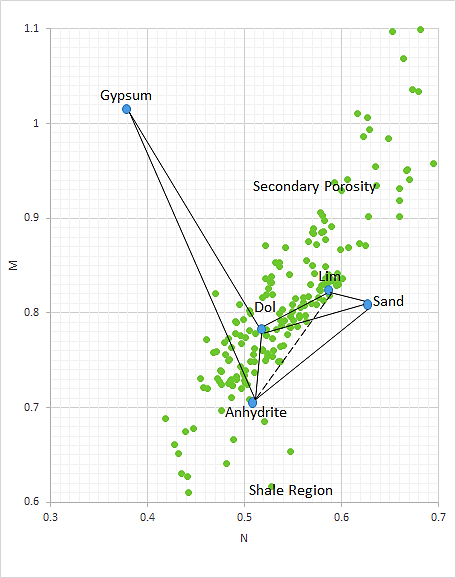 1.1
Gypsum
1
Secondary Porosity
0.9
M
Lim
Dol
Sand
0.8
0.7
Anhydrite
Shale Region
0.6
0.3 0.4 0.5 0.6 0.7
N